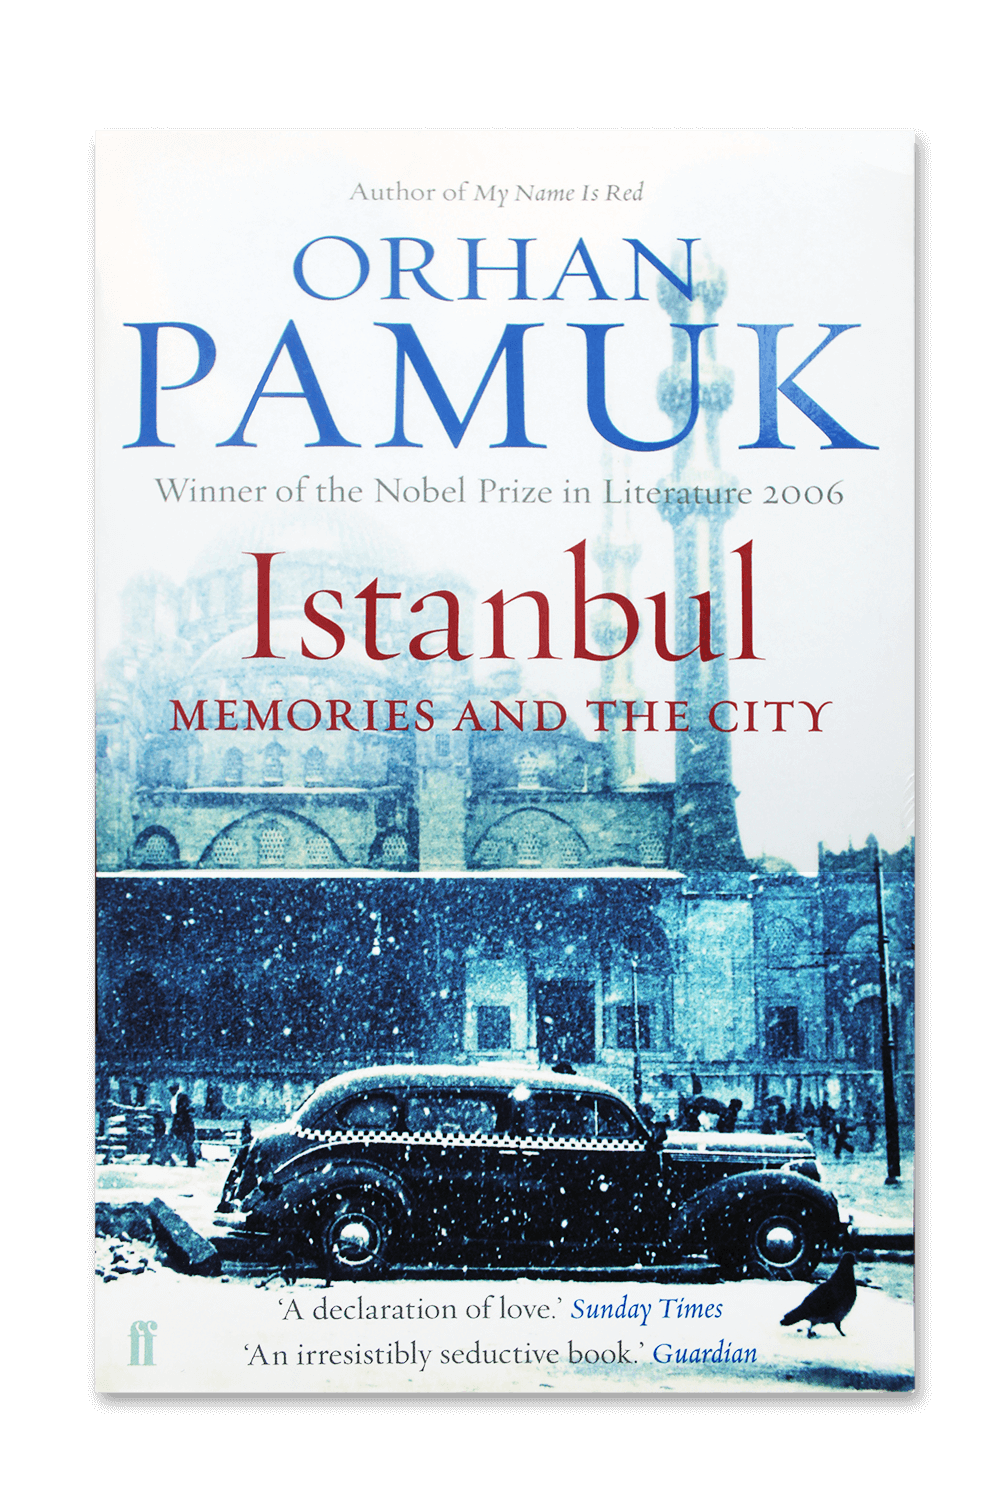 Author of My Name Is Red
ORHAN
PAMUK
Winner of the Nobel Prize in Literature 2006
Istanbul
MEMORIES AND THE CITY
‘A declaration of love.’ Sunday Times
‘An irresistibly seductive book.’ Guardian
ff